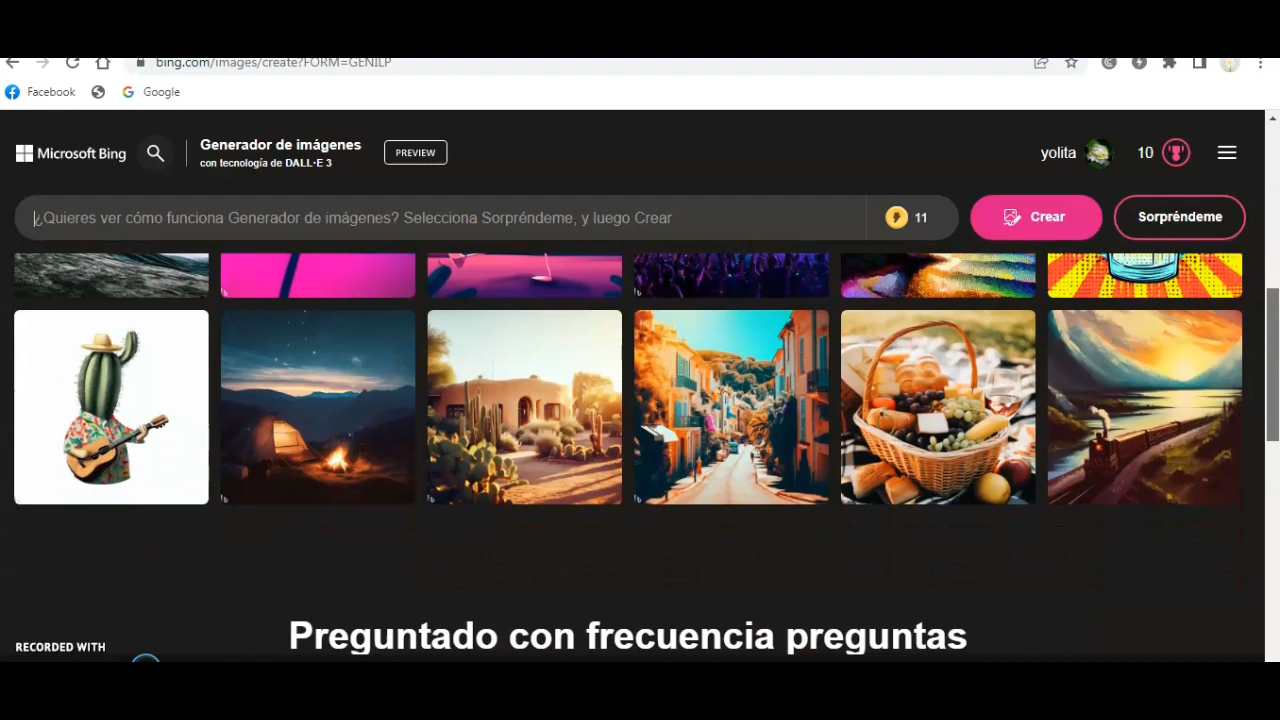 bing.com/images/create?FORM=GENILP
Facebook
Google
Microsoft Bing
Generador de imágenes
con tecnología de DALL·E 3
PREVIEW
yolita
10
¿Quieres ver cómo funciona Generador de imágenes? Selecciona Sorpréndeme, y luego Crear
11
Crear
Sorpréndeme
Preguntado con frecuencia preguntas
RECORDED WITH